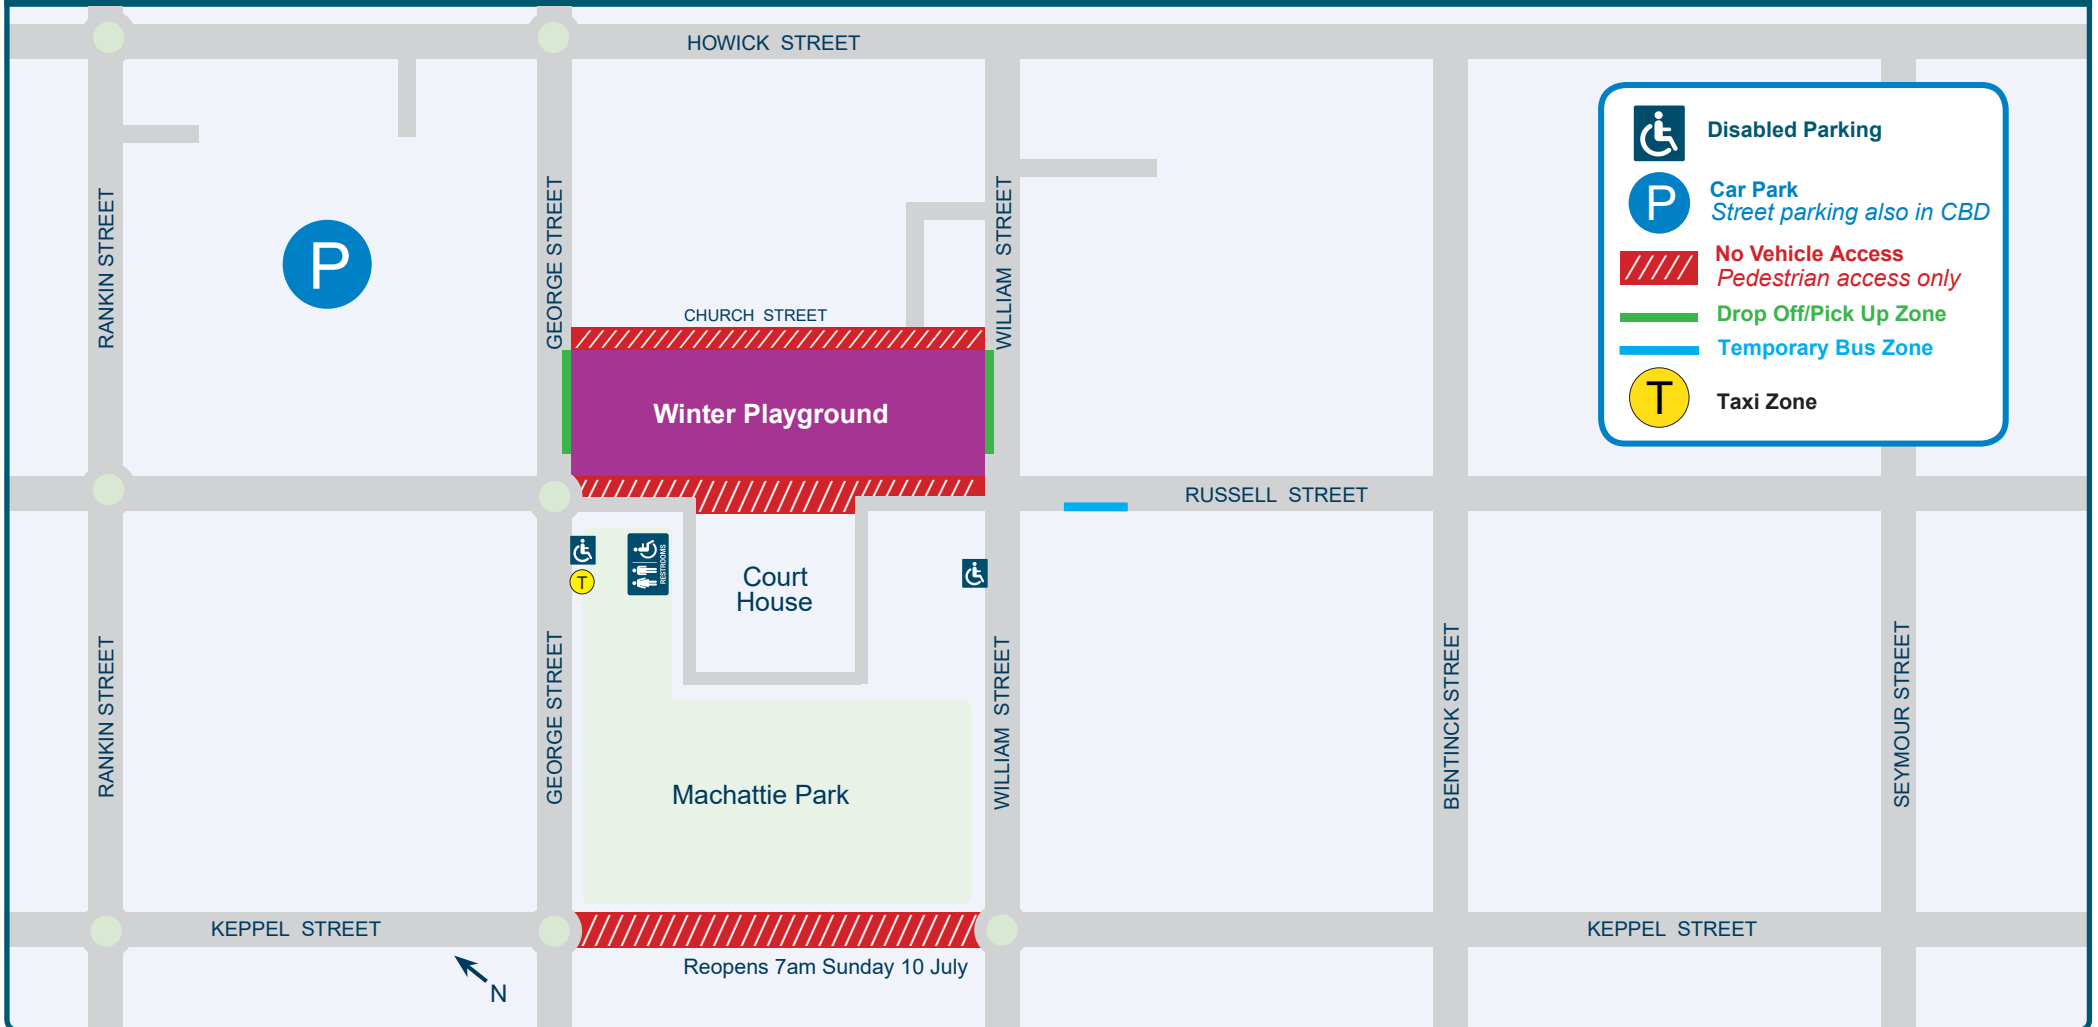 HOWICK STREET
RANKIN STREET
P
GEORGE STREET
CHURCH STREET
WILLIAM STREET
Disabled Parking
P
Car Park
Street parking also in CBD
No Vehicle Access
Pedestrian access only
Drop Off/Pick Up Zone
Temporary Bus Zone
T
Taxi Zone
Winter Playground
RUSSELL STREET
T
RESTROOMS
Court
House
RANKIN STREET
GEORGE STREET
WILLIAM STREET
BENTINCK STREET
SEYMOUR STREET
Machattie Park
KEPPEL STREET
KEPPEL STREET
Reopens 7am Sunday 10 July
N